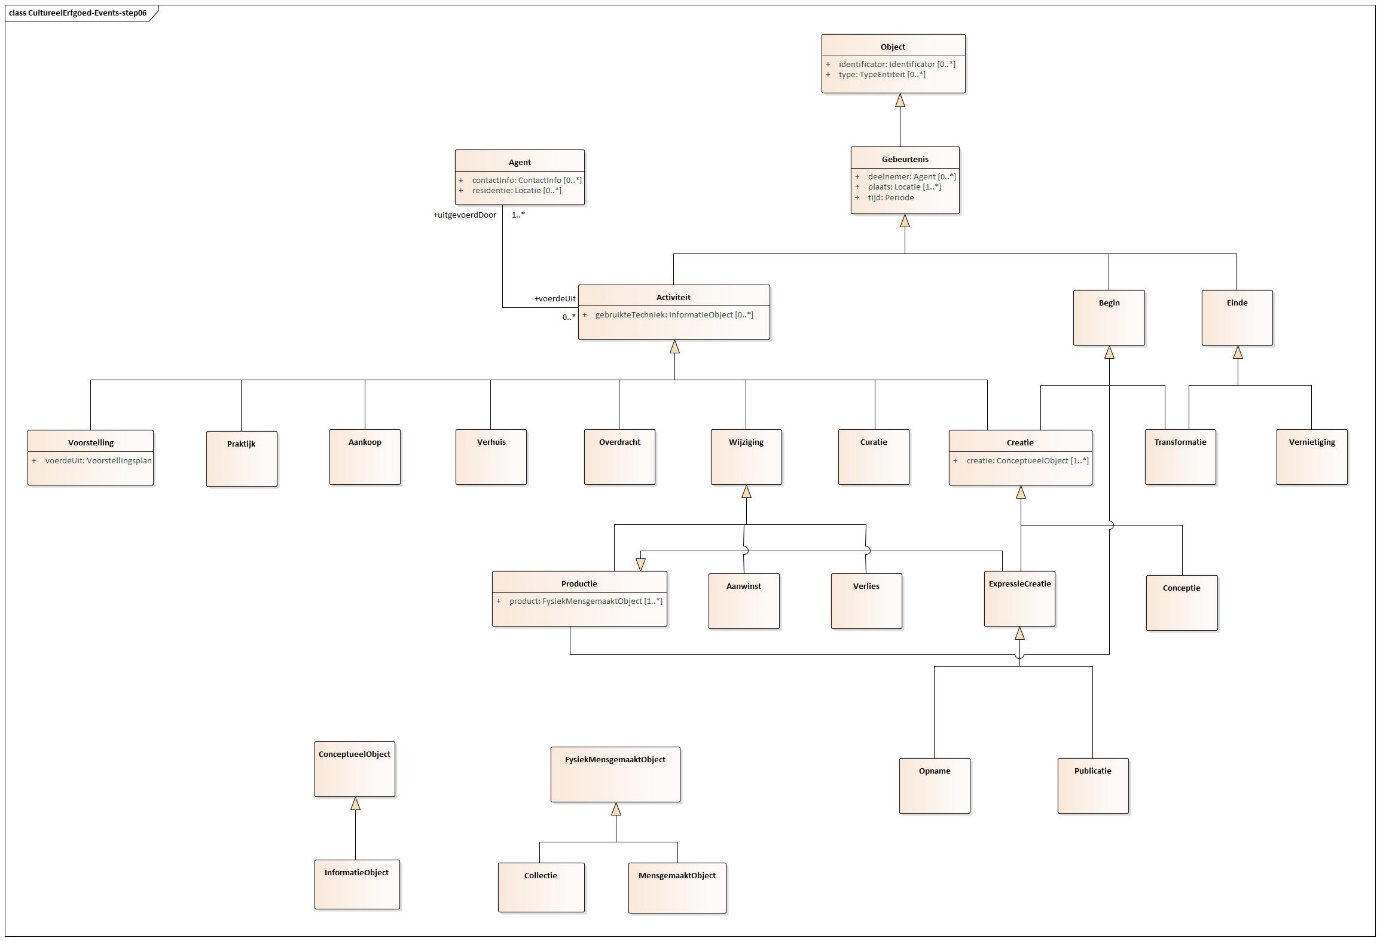 class CultureelErfgoed-Events-step06
Object
+ identificator: Identificator [0..*]
+ type: TypeEntiteit [0..*]
Agent
+ contactInfo: ContactInfo [0..*]
+ residentie: Locatie [0..*]
Gebeurtenis
+ deelnemer: Agent [0..*]
+ plaats: Locatie [1..*]
+ tijd: Periode
+uitgevoerdDoor 1..*
+voerdeUit
0..*
Activiteit
+ gebruikteTechniek: InformatieObject [0..*]
Begin
Einde
Voorstelling
+ voerdeUit: Voorstellingsplan
Praktijk
Aankoop
Verhuis
Overdracht
Wijziging
Curatie
Creatie
+ creatie: ConceptueelObject [1..*]
Transformatie
Vernietiging
Productie
+ product: FysiekMensgemaaktObject [1..*]
Aanwinst
Verlies
ExpressieCreatie
Conceptie
ConceptueelObject
FysiekMensgemaaktObject
Opname
Publicatie
InformatieObject
Collectie
MensgemaaktObject